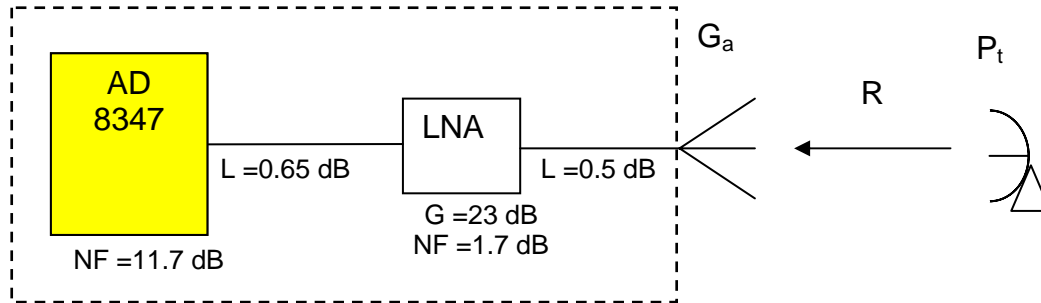 AD
8347
NF =11.7 dB
L =0.65 dB
LNA
G =23 dB
NF =1.7 dB
L =0.5 dB
Gₐ
R
Pₜ